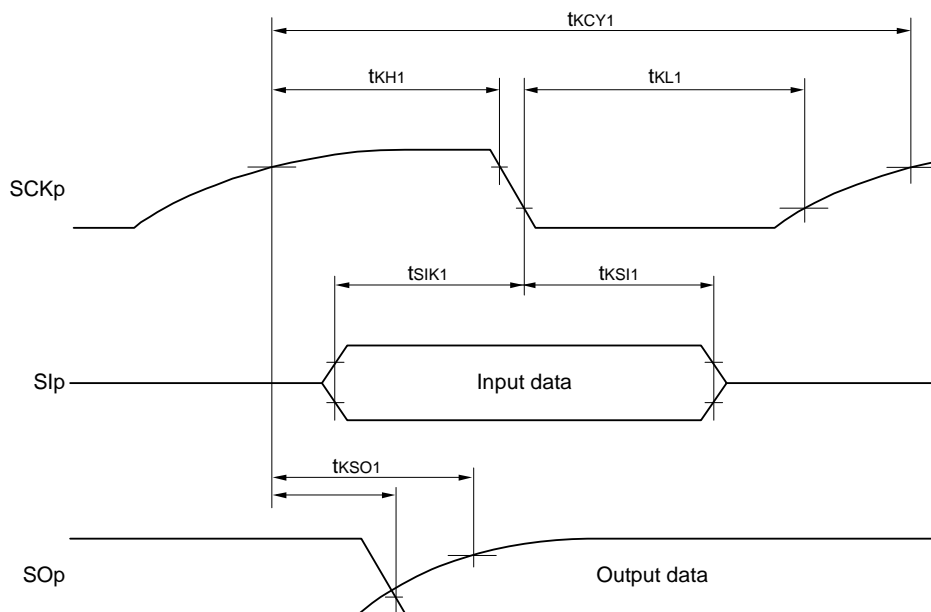 tKCY1
tKH1
tKL1
SCKp
tSIK1
tKSI1
SIp
Input data
tKSO1
SOp
Output data